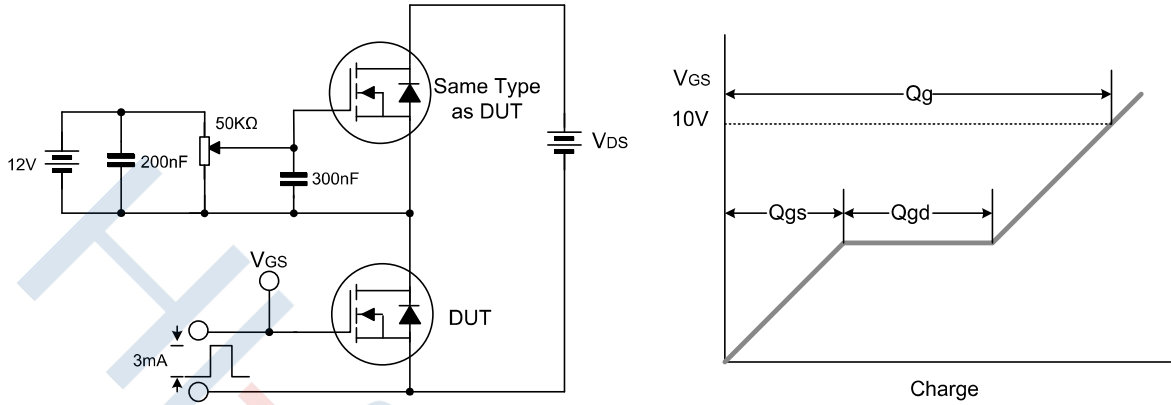 Same Type
as DUT
50KΩ
12V
200nF
300nF
VDS
VGS
DUT
3mA
VGS
10V
Qg
Qgs
Qgd
Charge